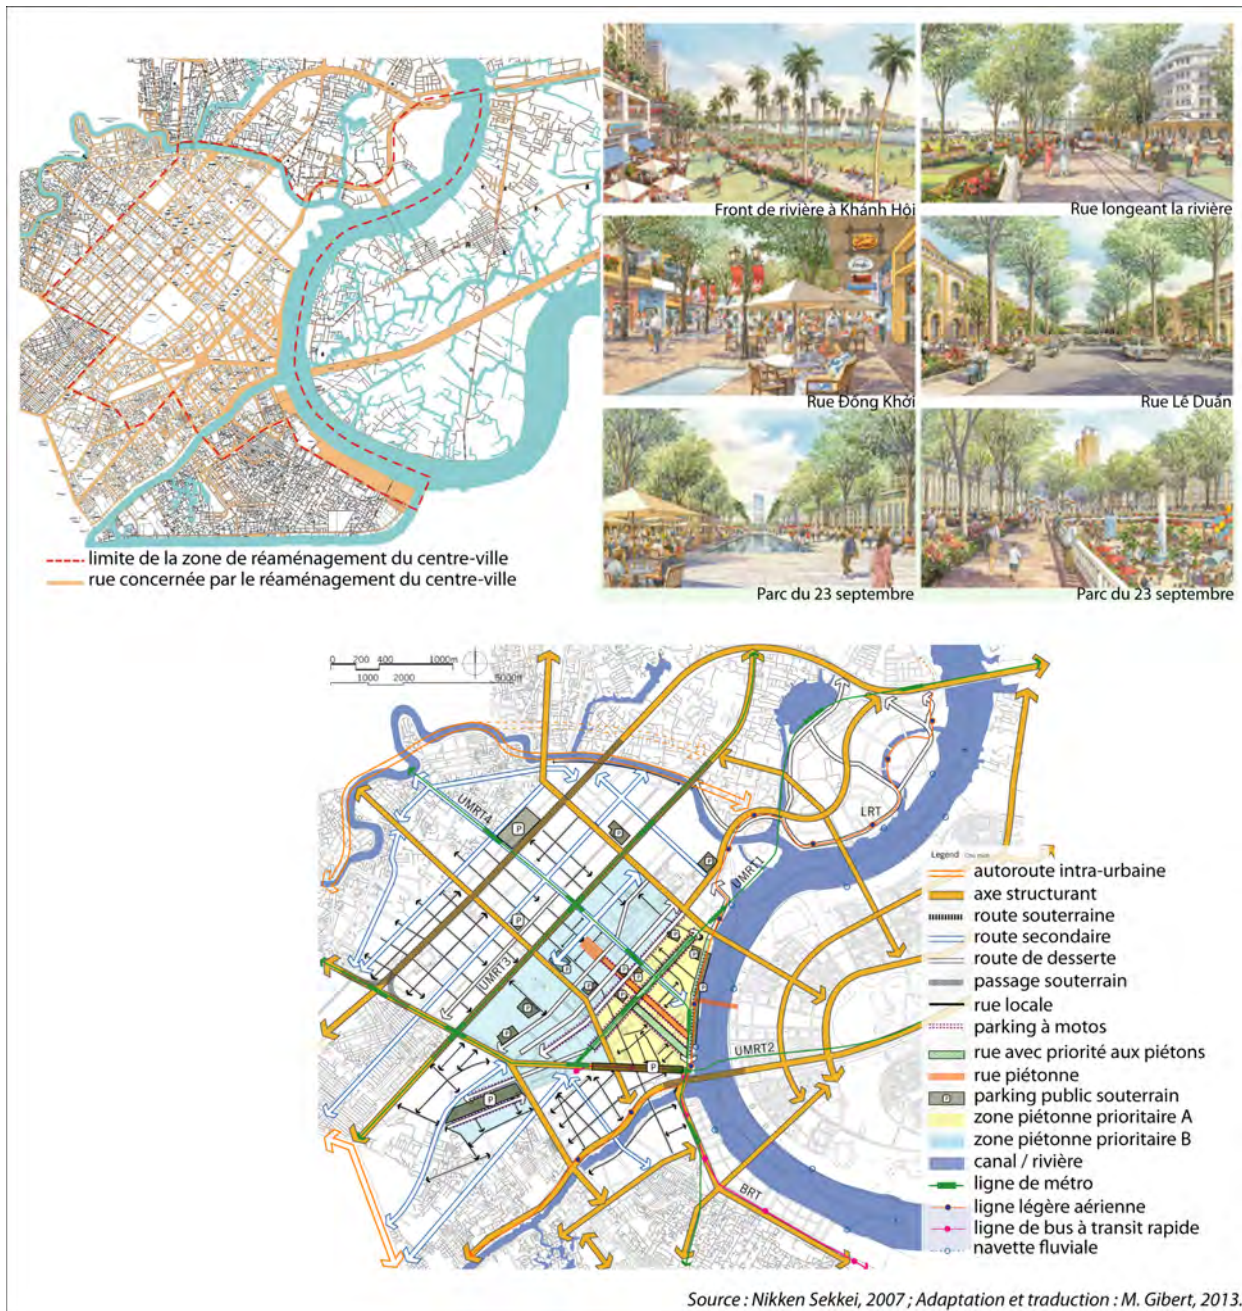 Front de rivière à Khánh Hội
Rue longeant la rivière
Rue Đồng Khởi
Rue Lê Duẩn
Parc du 23 septembre
Parc du 23 septembre
limite de la zone de réaménagement du centre-ville
rue concernée par le réaménagement du centre-ville
0 200 400 1000m
1000 2000 5000ft
UMRT4
UMRT3
UMRT1
LRT
UMRT2
BRT
P
P
P
P
P
P
P
Legend
autoroute intra-urbaine
axe structurant
route souterraine
route secondaire
route de desserte
passage souterrain
rue locale
parking à motos
rue avec priorité aux piétons
rue piétonne
parking public souterrain
zone piétonne prioritaire A
zone piétonne prioritaire B
canal / rivière
ligne de métro
ligne légère aérienne
ligne de bus à transit rapide
navette fluviale
Source : Nikken Sekkei, 2007 ; Adaptation et traduction : M. Gibert, 2013.